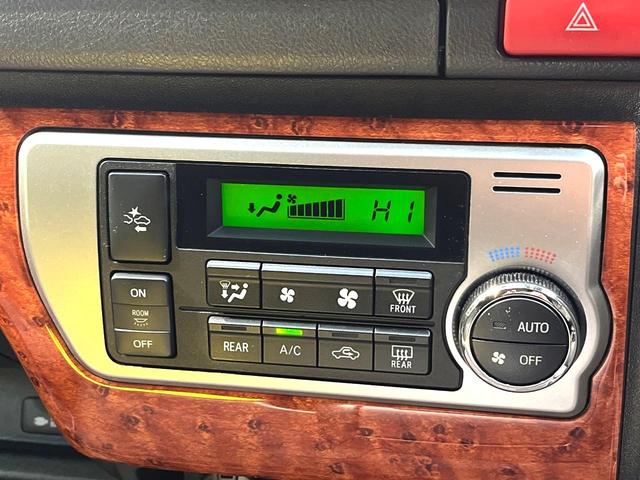 HI
ON
ROOM
OFF
FRONT
REAR
A/C
REAR
AUTO
OFF